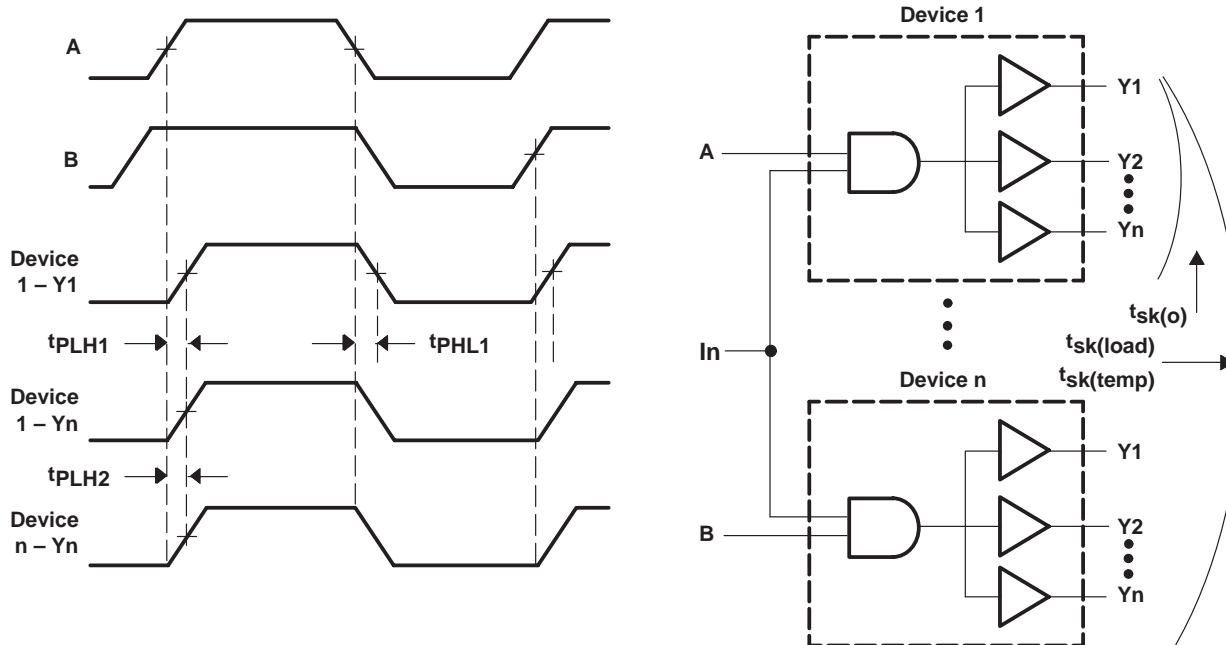 A
B
Device
1 – Y1
tPLH1
tPHL1
Device
1 – Yn
tPLH2
Device
n – Yn
Device 1
Y1
A
Y2
Yn
tsk(o)
In
tsk(load)
tsk(temp)
Device n
Y1
B
Y2
Yn